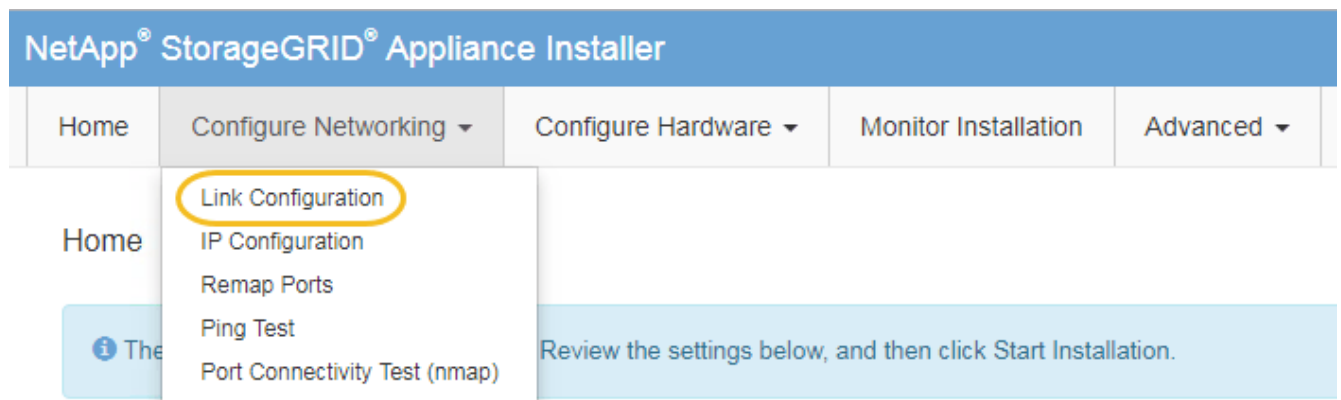 NetApp® StorageGRID® Appliance Installer
Home Configure Networking Configure Hardware Monitor Installation Advanced
Link Configuration
Home IP Configuration
Remap Ports
Ping Test
The Review the settings below, and then click Start Installation.
Port Connectivity Test (nmap)